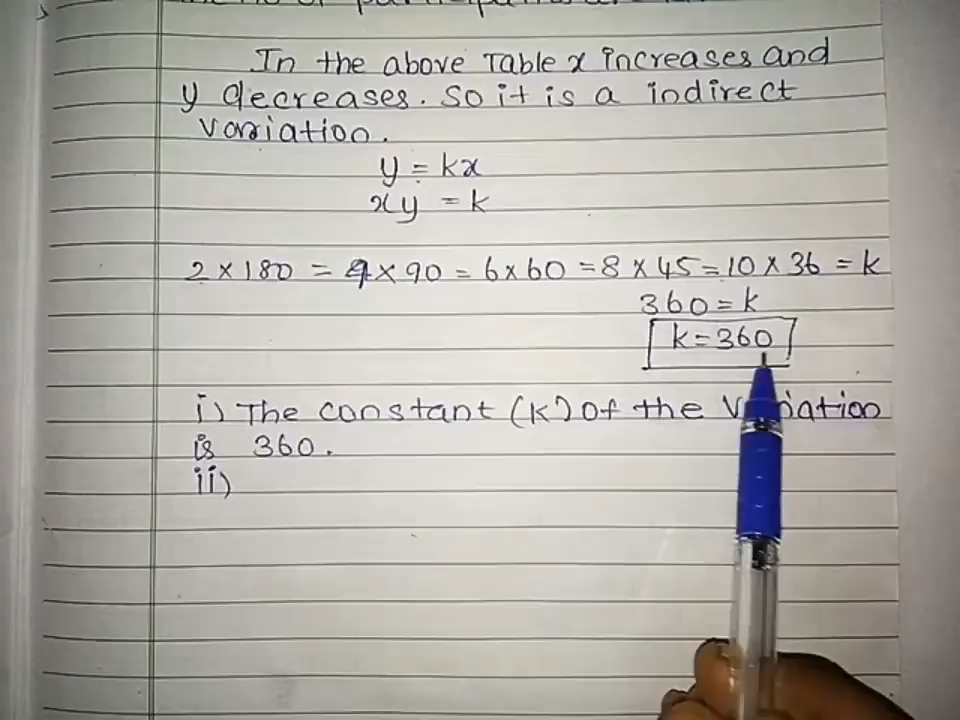 In the above Table x increases and
y decreases. So it is a indirect
variation.
y = kx
xy = k
2 × 180 = 4 × 90 = 6 × 60 = 8 × 45 = 10 × 36 = k
360 = k
k = 360
i) The constant (K) of the
is 360.
ii)